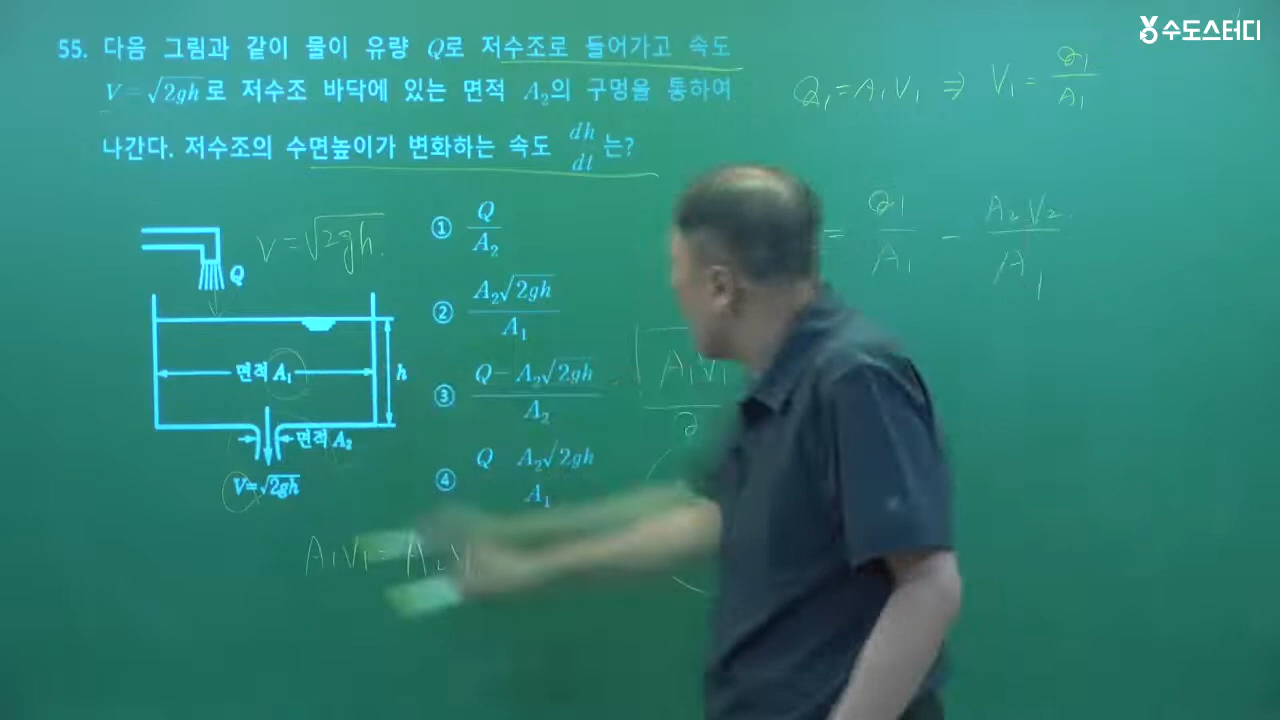 수도스터디
55. 다음 그림과 같이 물이 유량 Q로 저수조로 들어가고 속도
V=√2gh로 저수조 바닥에 있는 면적 A₂의 구멍을 통하여
나간다. 저수조의 수면높이가 변화하는 속도 dh/dt 는?
Q₁=A₁V₁ ⇒ V₁=Q₁/A₁
= Q₁/A₁ - A₂V₂/A₁
V=√2gh.
Q
면적 A₁
h
면적 A₂
V=√2gh
① Q/A₂
② A₂√2gh/A₁
③ Q-A₂√2gh/A₂
④ Q A₂√2gh/A₁
A₁V₁
2
A₁V₁=A₂V